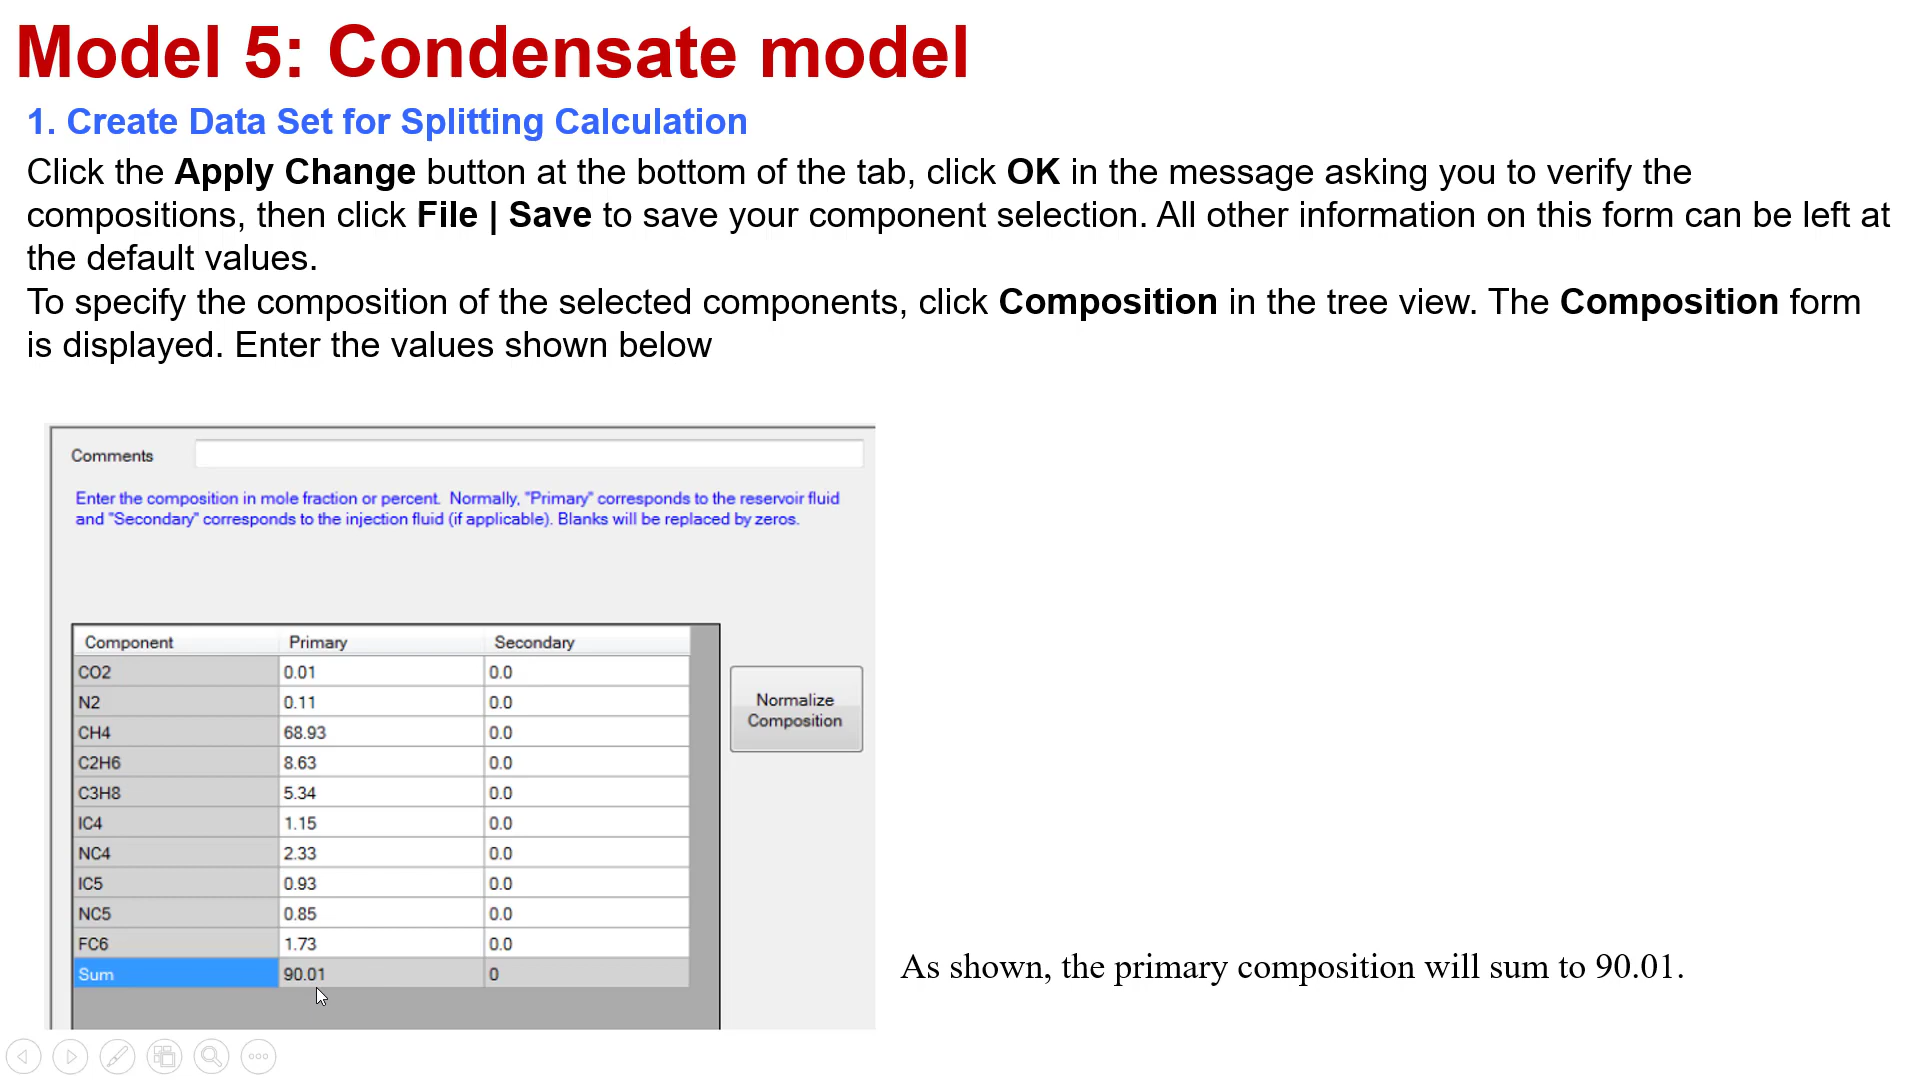 Model 5: Condensate model
1. Create Data Set for Splitting Calculation
Click the Apply Change button at the bottom of the tab, click OK in the message asking you to verify the
compositions, then click File | Save to save your component selection. All other information on this form can be left at
the default values.
To specify the composition of the selected components, click Composition in the tree view. The Composition form
is displayed. Enter the values shown below
Comments
Enter the composition in mole fraction or percent. Normally, "Primary" corresponds to the reservoir fluid
and "Secondary" corresponds to the injection fluid (if applicable). Blanks will be replaced by zeros.
Component Primary Secondary
CO2 0.01 0.0
N2 0.11 0.0
CH4 68.93 0.0
C2H6 8.63 0.0
C3H8 5.34 0.0
IC4 1.15 0.0
NC4 2.33 0.0
IC5 0.93 0.0
NC5 0.85 0.0
FC6 1.73 0.0
Sum 90.01 0
Normalize
Composition
As shown, the primary composition will sum to 90.01.